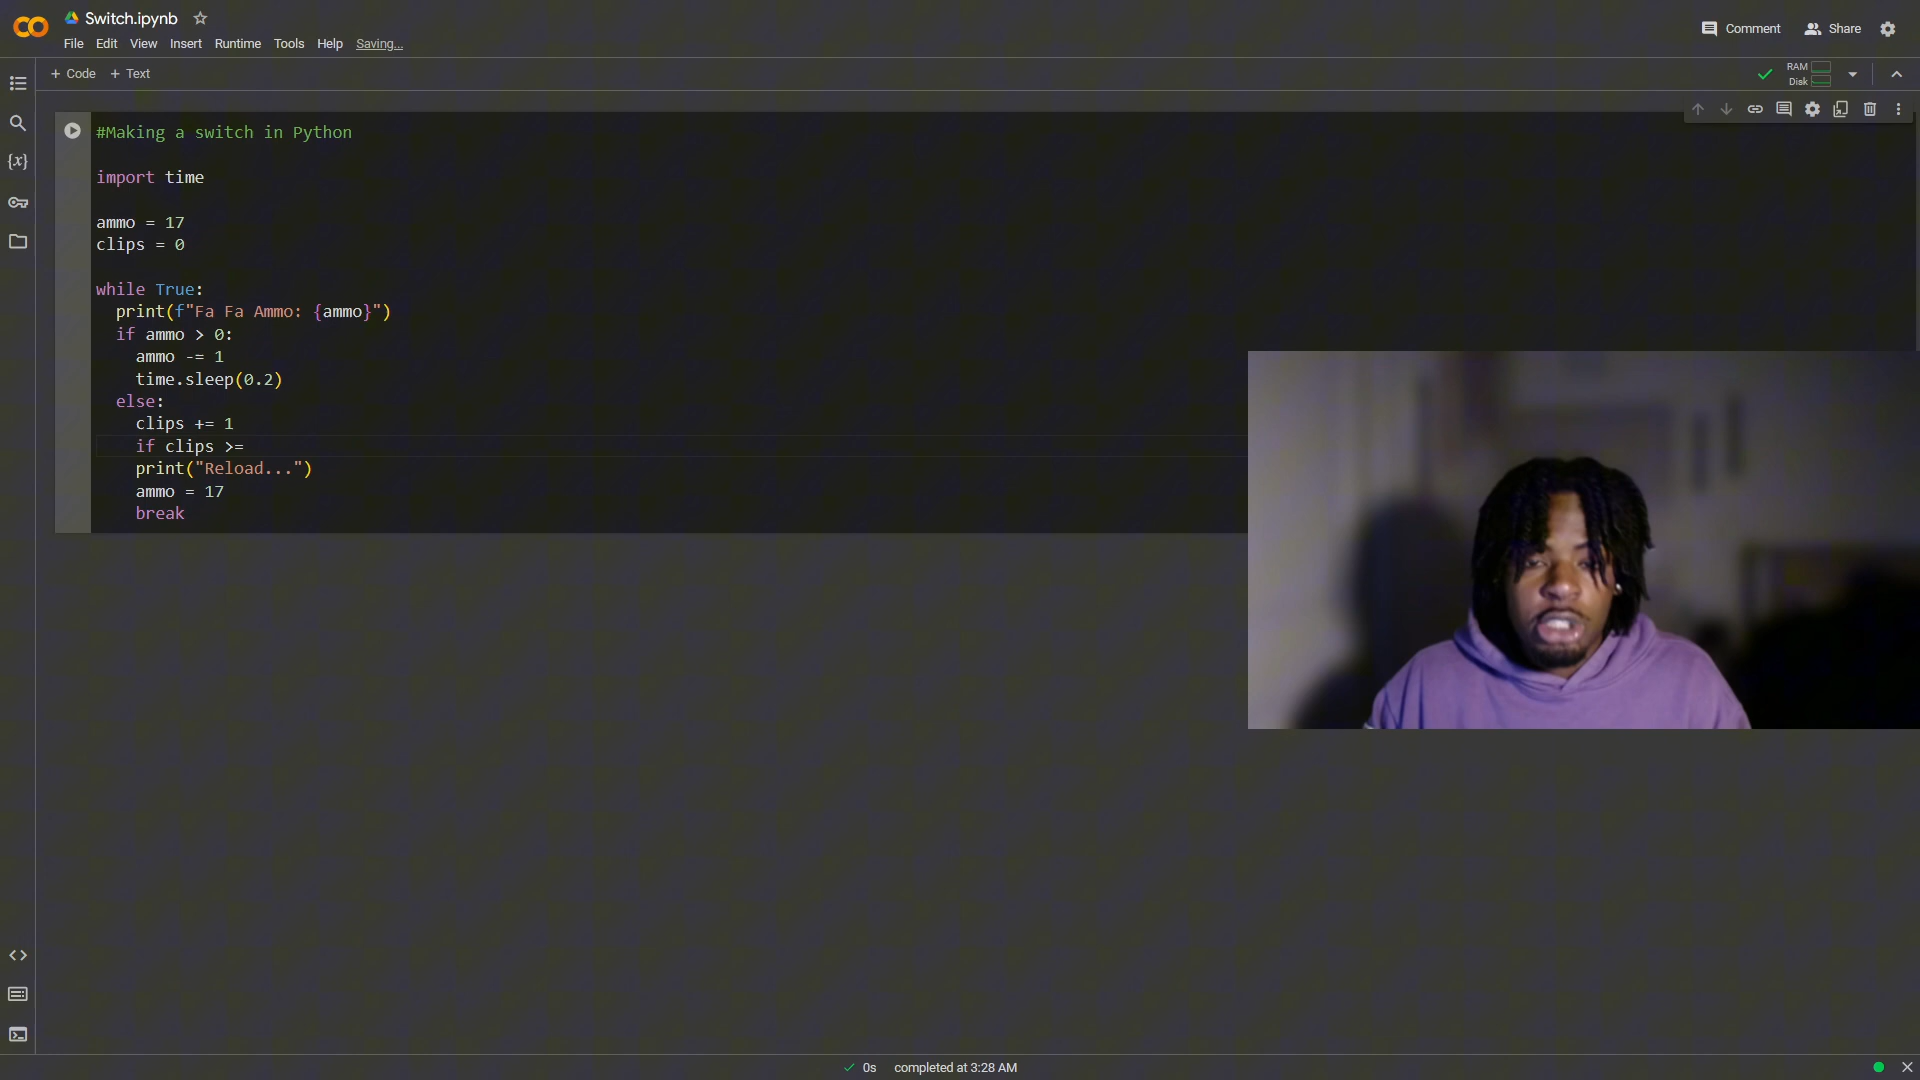 Switch.ipynb
File Edit View Insert Runtime Tools Help Saving...
Comment Share
+ Code + Text
RAM
Disk
#Making a switch in Python
import time
ammo = 17
clips = 0
while True:
print(f"Fa Fa Ammo: {ammo}")
if ammo > 0:
ammo -= 1
time.sleep(0.2)
else:
clips += 1
if clips >=
print("Reload...")
ammo = 17
break
{x}
0s completed at 3:28 AM